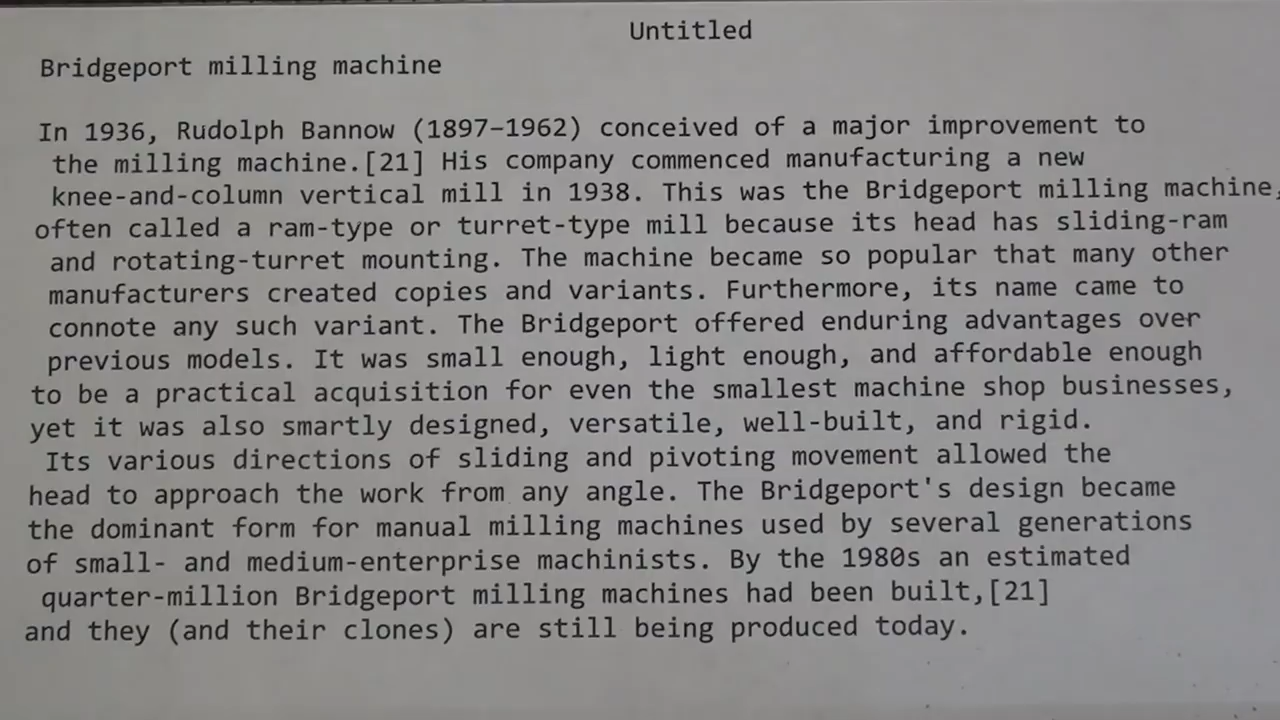 Untitled
Bridgeport milling machine
In 1936, Rudolph Bannow (1897–1962) conceived of a major improvement to
the milling machine.[21] His company commenced manufacturing a new
knee-and-column vertical mill in 1938. This was the Bridgeport milling machine,
often called a ram-type or turret-type mill because its head has sliding-ram
and rotating-turret mounting. The machine became so popular that many other
manufacturers created copies and variants. Furthermore, its name came to
connote any such variant. The Bridgeport offered enduring advantages over
previous models. It was small enough, light enough, and affordable enough
to be a practical acquisition for even the smallest machine shop businesses,
yet it was also smartly designed, versatile, well-built, and rigid.
Its various directions of sliding and pivoting movement allowed the
head to approach the work from any angle. The Bridgeport's design became
the dominant form for manual milling machines used by several generations
of small- and medium-enterprise machinists. By the 1980s an estimated
quarter-million Bridgeport milling machines had been built,[21]
and they (and their clones) are still being produced today.